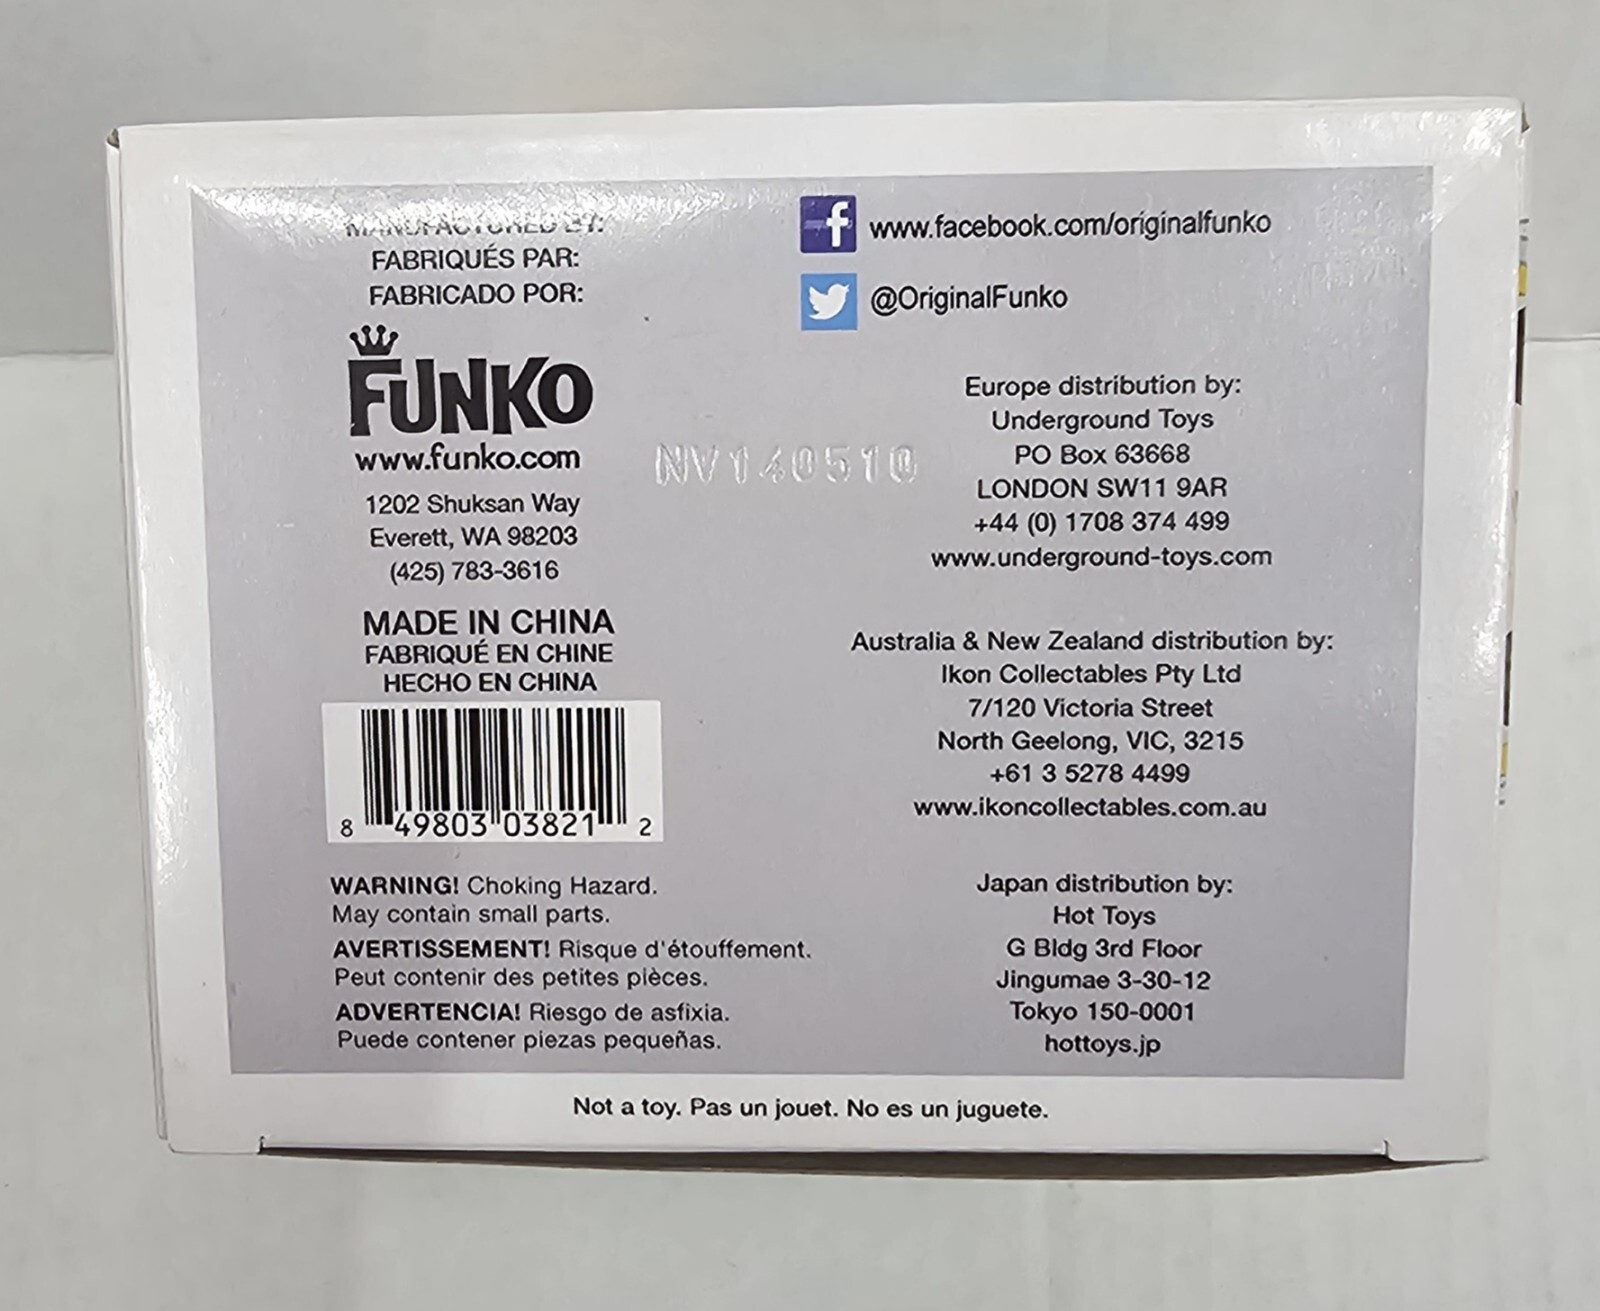 MANUFACTURED BY:
FABRIQUÉS PAR:
FABRICADO POR:
FUNKO
www.funko.com
1202 Shuksan Way
Everett, WA 98203
(425) 783-3616
MADE IN CHINA
FABRIQUÉ EN CHINE
HECHO EN CHINA
8 49803 03821 2
WARNING! Choking Hazard.
May contain small parts.
AVERTISSEMENT! Risque d'étouffement.
Peut contenir des petites pièces.
ADVERTENCIA! Riesgo de asfixia.
Puede contener piezas pequeñas.
NV140510
f www.facebook.com/originalfunko
@OriginalFunko
Europe distribution by:
Underground Toys
PO Box 63668
LONDON SW11 9AR
+44 (0) 1708 374 499
www.underground-toys.com
Australia & New Zealand distribution by:
Ikon Collectables Pty Ltd
7/120 Victoria Street
North Geelong, VIC, 3215
+61 3 5278 4499
www.ikoncollectables.com.au
Japan distribution by:
Hot Toys
G Bldg 3rd Floor
Jingumae 3-30-12
Tokyo 150-0001
hottoys.jp
Not a toy. Pas un jouet. No es un juguete.